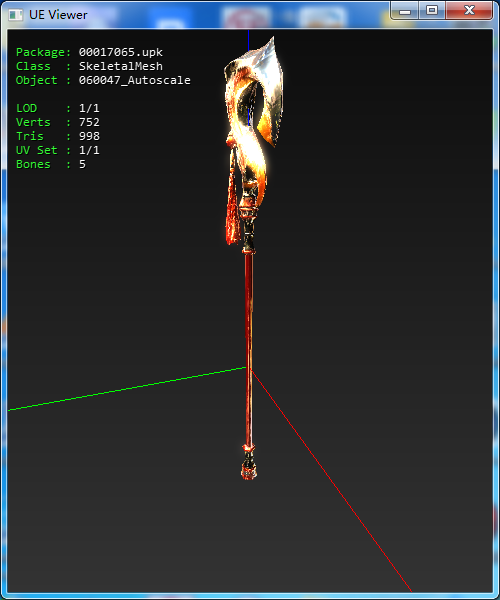 UE Viewer
Package: 00017065.upk
Class : SkeletalMesh
Object : 060047_Autoscale
LOD : 1/1
Verts : 752
Tris : 998
UV Set : 1/1
Bones : 5